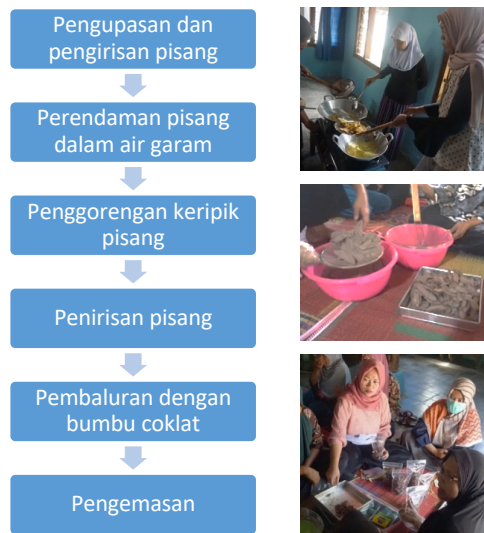 Pengupasan dan
pengirisan pisang
Perendaman pisang
dalam air garam
Penggorengan keripik
pisang
Penirisan pisang
Pembaluran dengan
bumbu coklat
Pengemasan